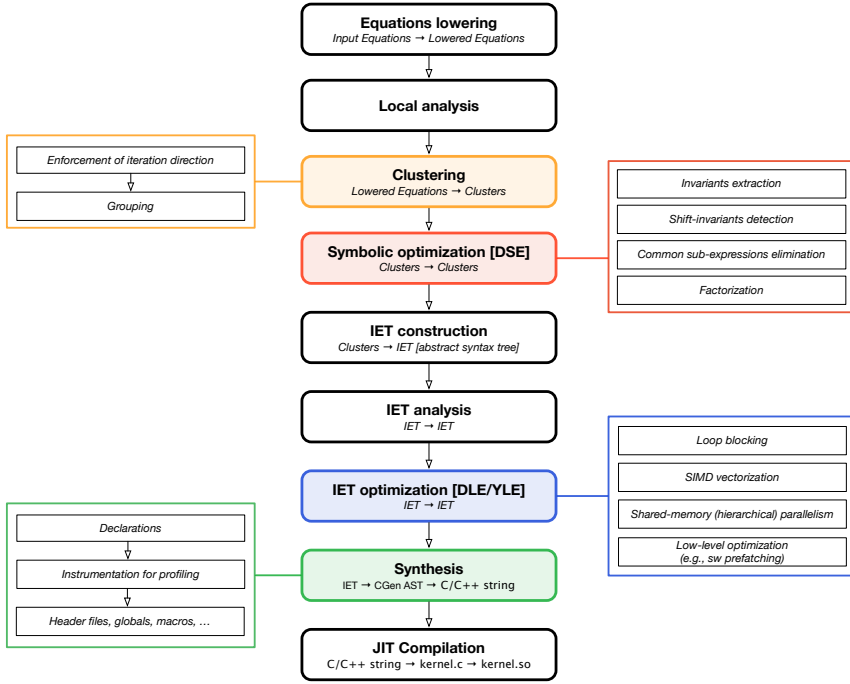 Equations lowering
Input Equations → Lowered Equations
Local analysis
Enforcement of iteration direction
Grouping
Clustering
Lowered Equations → Clusters
Invariants extraction
Shift-invariants detection
Common sub-expressions elimination
Factorization
Symbolic optimization [DSE]
Clusters → Clusters
IET construction
Clusters → IET [abstract syntax tree]
IET analysis
IET → IET
Loop blocking
SIMD vectorization
Shared-memory (hierarchical) parallelism
Low-level optimization
(e.g., sw prefatching)
IET optimization [DLE/YLE]
IET → IET
Declarations
Instrumentation for profiling
Header files, globals, macros, ...
Synthesis
IET → CGen AST → C/C++ string
JIT Compilation
C/C++ string → kernel.c → kernel.so